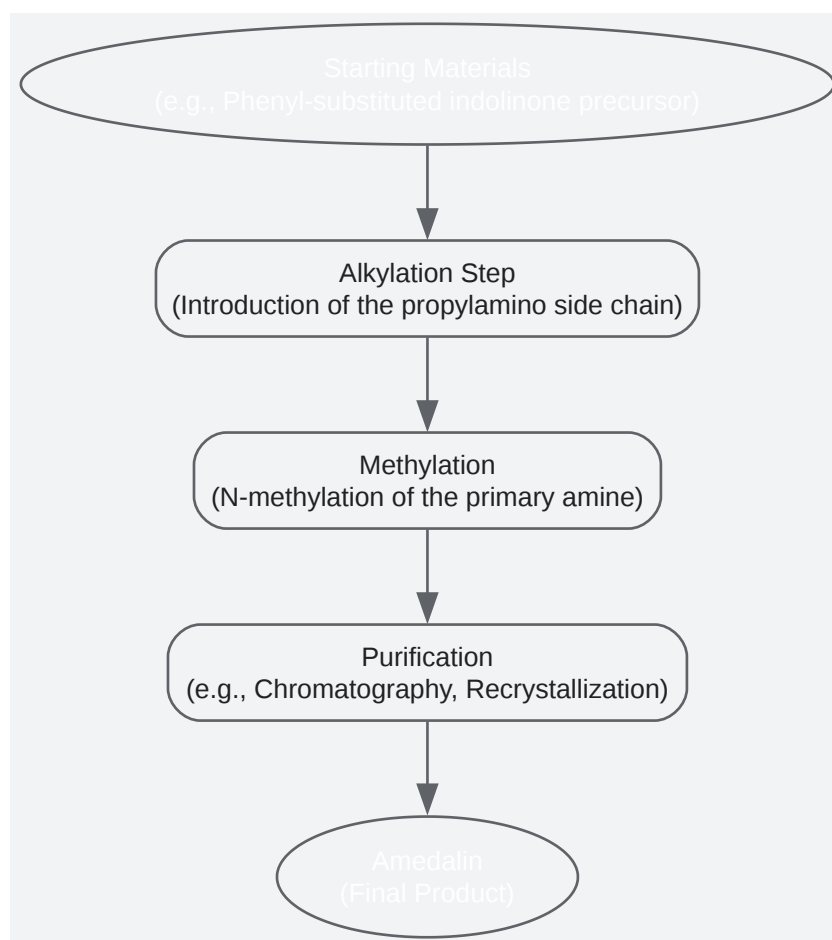 Starting Materials
(e.g., Phenyl-substituted indolinone precursor)
Alkylation Step
(Introduction of the propylamino side chain)
Methylation
(N-methylation of the primary amine)
Purification
(e.g., Chromatography, Recrystallization)
Amedalin
(Final Product)